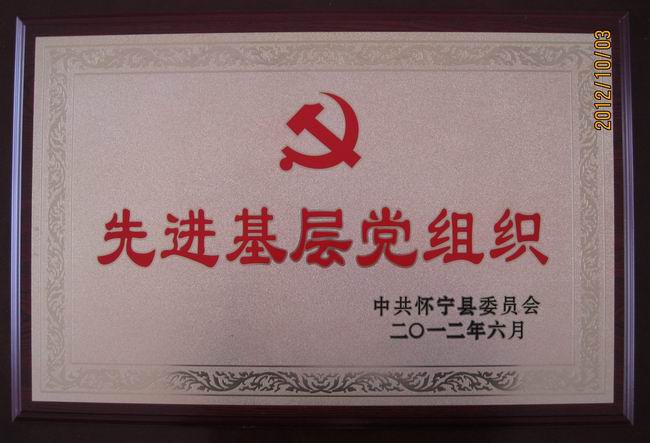 2012/10/03
先进基层党组织
中共怀宁县委员会
二〇一二年六月